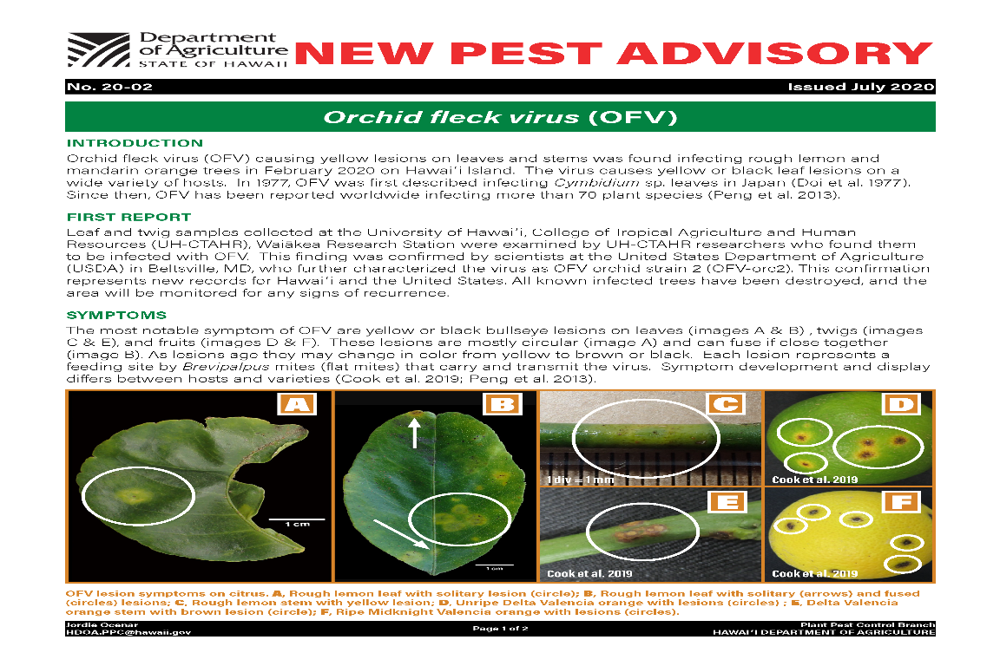 Department
of Agriculture
STATE OF HAWAII
NEW PEST ADVISORY
No. 20-02
Issued July 2020
Orchid fleck virus (OFV)
INTRODUCTION
Orchid fleck virus (OFV) causing yellow lesions on leaves and stems was found infecting rough lemon and
mandarin orange trees in February 2020 on Hawai'i Island. The virus causes yellow or black leaf lesions on a
wide variety of hosts. In 1977, OFV was first described infecting Cymbidium sp. leaves in Japan (Doi et al. 1977).
Since then, OFV has been reported worldwide infecting more than 70 plant species (Peng et al. 2013).
FIRST REPORT
Leaf and twig samples collected at the University of Hawai'i, College of Tropical Agriculture and Human
Resources (UH-CTAHR), Waiākea Research Station were examined by UH-CTAHR researchers who found them
to be infected with OFV. This finding was confirmed by scientists at the United States Department of Agriculture
(USDA) in Beltsville, MD, who further characterized the virus as OFV orchid strain 2 (OFV-orc2). This confirmation
represents new records for Hawai'i and the United States. All known infected trees have been destroyed, and the
area will be monitored for any signs of recurrence.
SYMPTOMS
The most notable symptom of OFV are yellow or black bullseye lesions on leaves (images A & B) , twigs (images
C & E), and fruits (images D & F). These lesions are mostly circular (image A) and can fuse if close together
(image B). As lesions age they may change in color from yellow to brown or black. Each lesion represents a
feeding site by Brevipalpus mites (flat mites) that carry and transmit the virus. Symptom development and display
differs between hosts and varieties (Cook et al. 2019; Peng et al. 2013).
A
1 cm
B
1 cm
C
1 div = 1 mm
D
Cook et al. 2019
E
Cook et al. 2019
F
Cook et al. 2019
OFV lesion symptoms on citrus. A, Rough lemon leaf with solitary lesion (circle); B, Rough lemon leaf with solitary (arrows) and fused
(circles) lesions; C, Rough lemon stem with yellow lesion; D, Unripe Delta Valencia orange with lesions (circles) ; E, Delta Valencia
orange stem with brown lesion (circle); F, Ripe Midknight Valencia orange with lesions (circles).
Jordie Ocenar
HDOA.PPC@hawaii.gov
Page 1 of 2
Plant Pest Control Branch
HAWAI'I DEPARTMENT OF AGRICULTURE